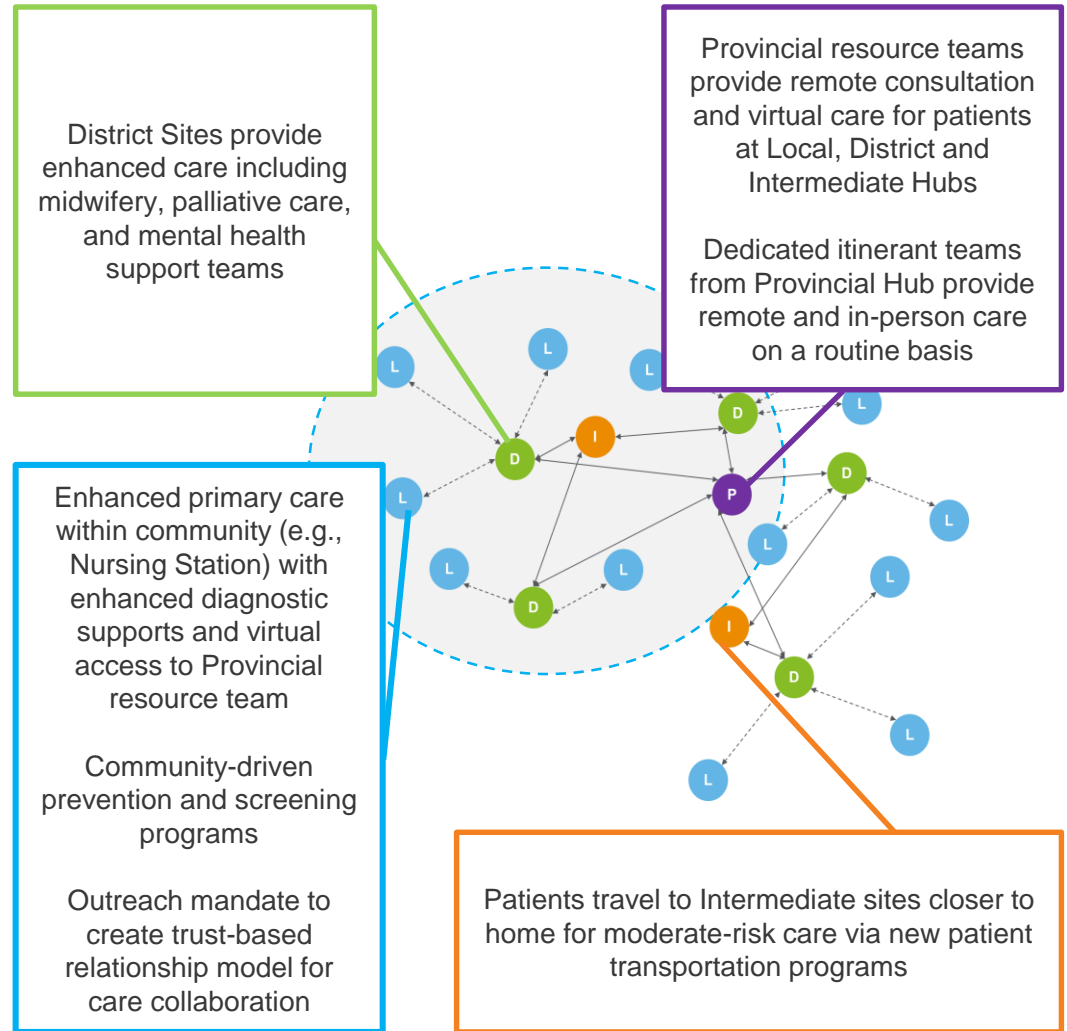 District Sites provide
enhanced care including
midwifery, palliative care,
and mental health
support teams
Provincial resource teams
provide remote consultation
and virtual care for patients
at Local, District and
Intermediate Hubs
Dedicated itinerant teams
from Provincial Hub provide
remote and in-person care
on a routine basis
L
L
L
L
D
I
D
L
P
D
L
L
L
L
D
L
I
L
D
L
L
Enhanced primary care
within community (e.g.,
Nursing Station) with
enhanced diagnostic
supports and virtual
access to Provincial
resource team
Community-driven
prevention and screening
programs
Outreach mandate to
create trust-based
relationship model for
care collaboration
Patients travel to Intermediate sites closer to
home for moderate-risk care via new patient
transportation programs